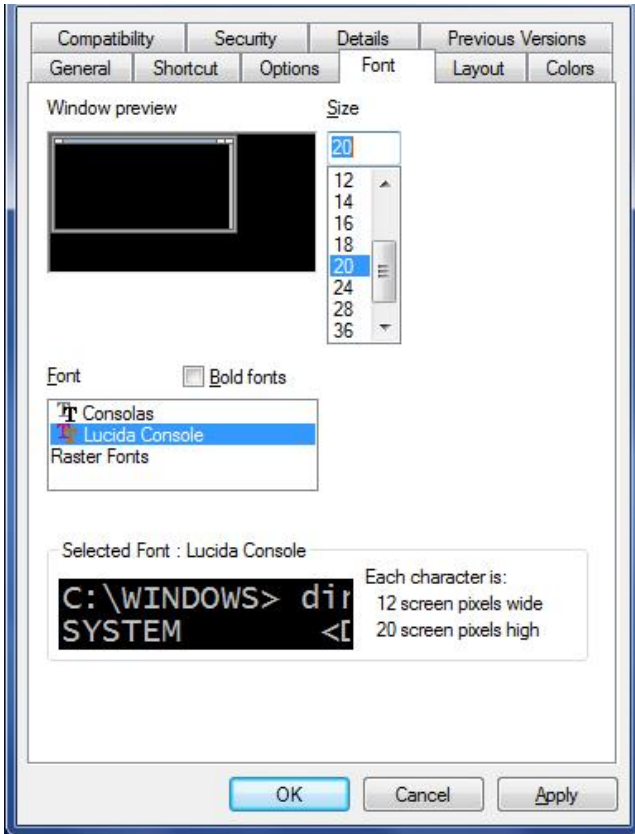 Compatibility Security Details Previous Versions
General Shortcut Options Font Layout Colors
Window preview Size
20
12
14
16
18
20
24
28
36
Font Bold fonts
Consolas
Lucida Console
Raster Fonts
Selected Font : Lucida Console
C:\WINDOWS> dir
SYSTEM <D
Each character is:
12 screen pixels wide
20 screen pixels high
OK Cancel Apply